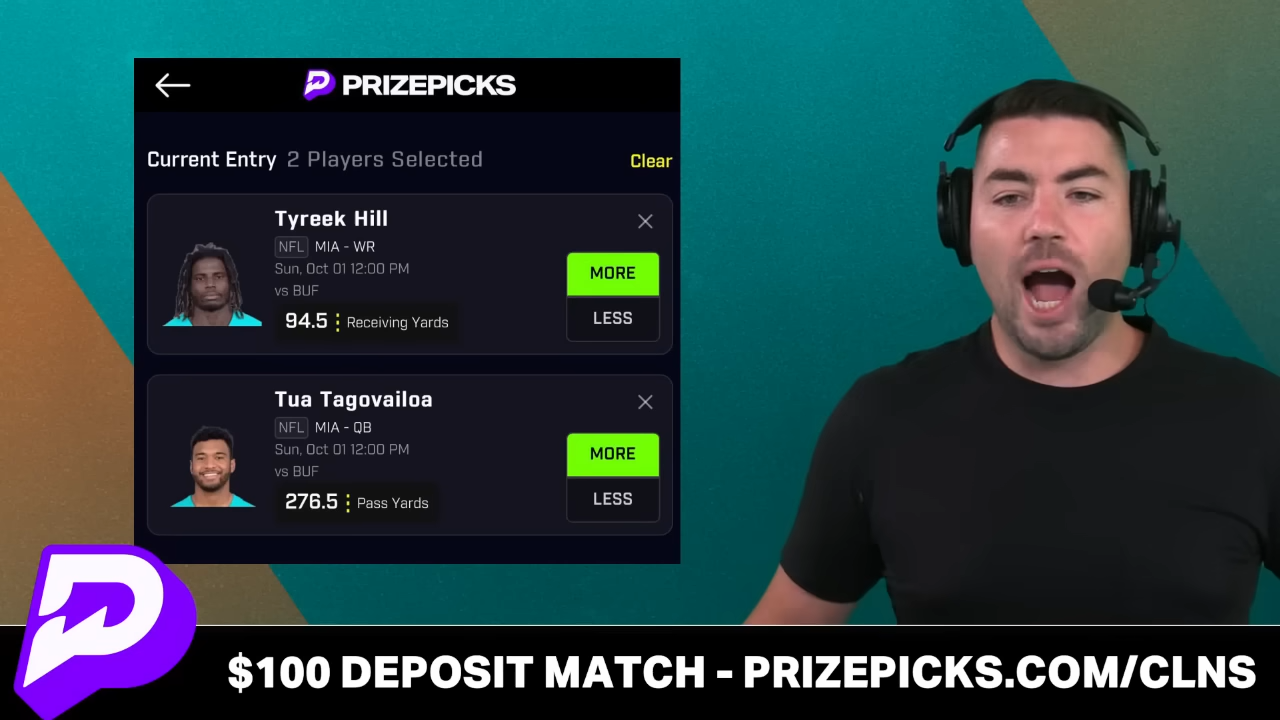 PRIZEPICKS
Current Entry 2 Players Selected Clear
Tyreek Hill
NFL MIA - WR
Sun, Oct 01 12:00 PM
vs BUF
94.5 Receiving Yards
MORE
LESS
Tua Tagovailoa
NFL MIA - QB
Sun, Oct 01 12:00 PM
vs BUF
276.5 Pass Yards
MORE
LESS
$100 DEPOSIT MATCH - PRIZEPICKS.COM/CLNS